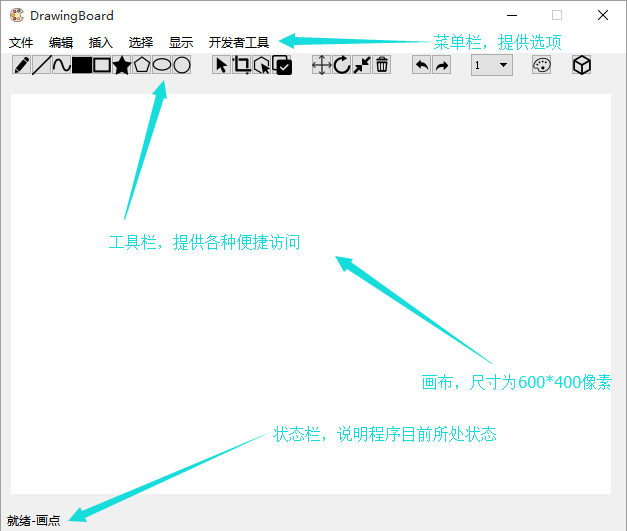 DrawingBoard
文件 编辑 插入 选择 显示 开发者工具
菜单栏，提供选项
1
工具栏，提供各种便捷访问
画布，尺寸为600*400像素
状态栏，说明程序目前所处状态
就绪-画点